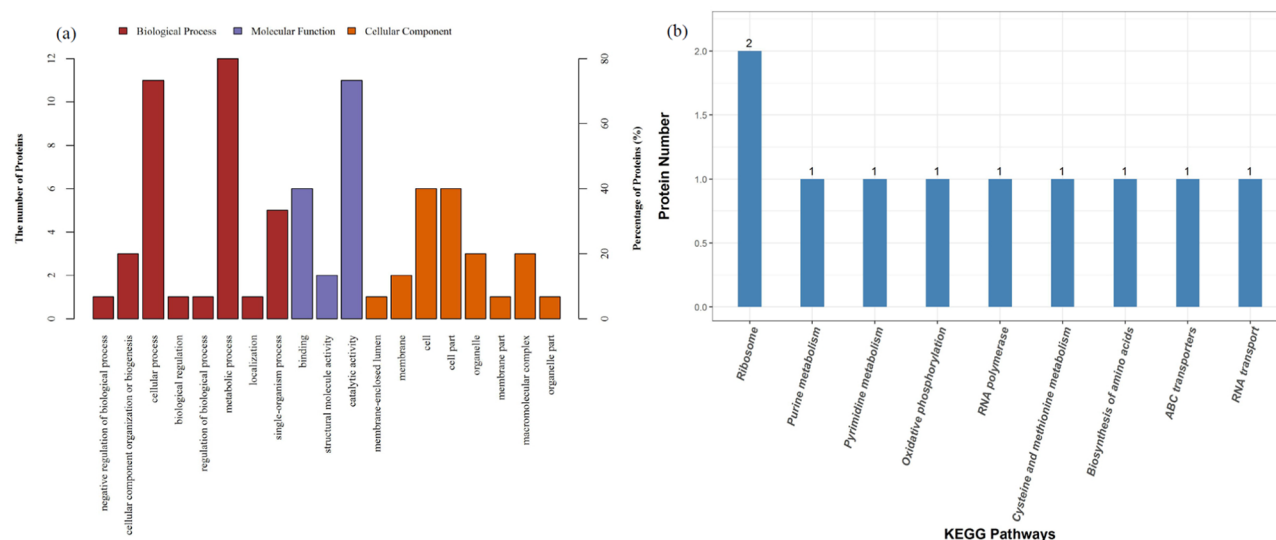 (a)
Biological Process
Molecular Function
Cellular Component
The number of Proteins
12
10
8
6
4
2
0
80
60
40
20
0
Percentage of Proteins (%)
negative regulation of biological process
cellular component organization or biogenesis
cellular process
biological regulation
regulation of biological process
metabolic process
localization
single-organism process
binding
structural molecule activity
catalytic activity
membrane-enclosed lumen
membrane
cell
cell part
organelle
membrane part
macromolecular complex
organelle part
(b)
Protein Number
2.0
1.5
1.0
0.5
0.0
2
1
1
1
1
1
1
1
1
Ribosome
Purine metabolism
Pyrimidine metabolism
Oxidative phosphorylation
RNA polymerase
Cysteine and methionine metabolism
Biosynthesis of amino acids
ABC transporters
RNA transport
KEGG Pathways